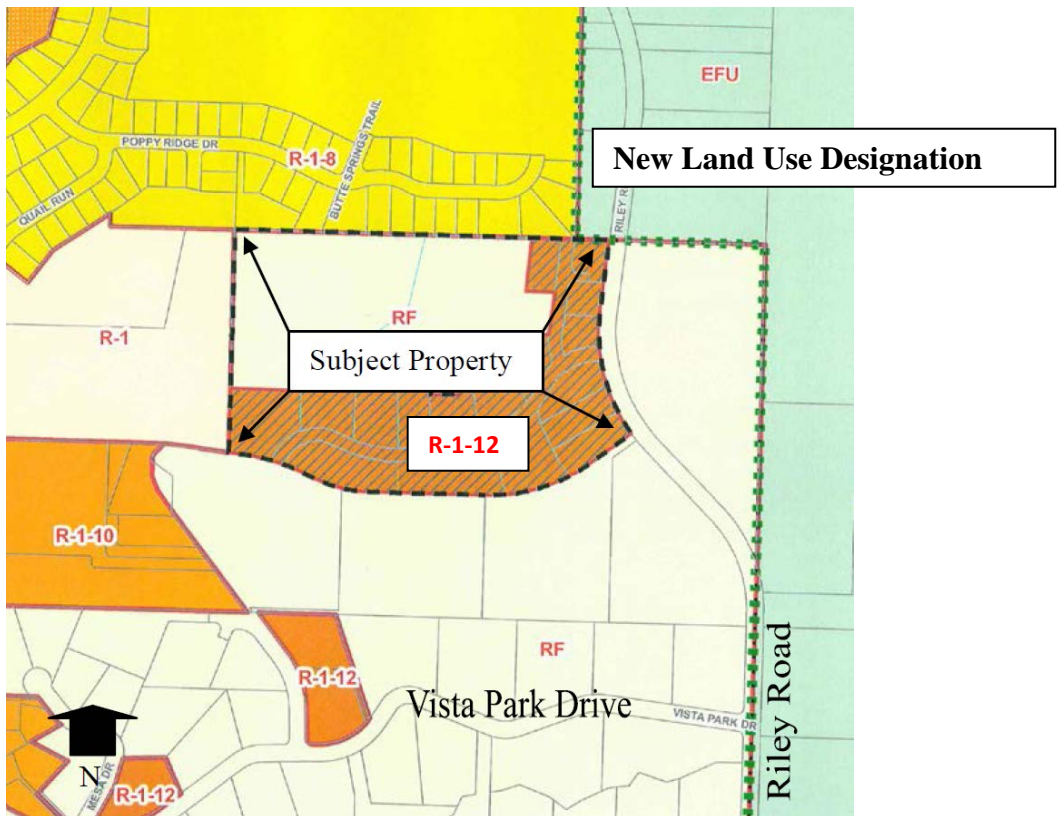 EFU
POPPY RIDGE DR
R-1-8
BUTTE SPRINGS TRAIL
New Land Use Designation
QUAIL RUN
RILEY
RF
R-1
Subject Property
R-1-12
R-1-10
RF
R-1-12
Vista Park Drive
VISTA PARK DR
Riley Road
N
MESA DR
R-1-12